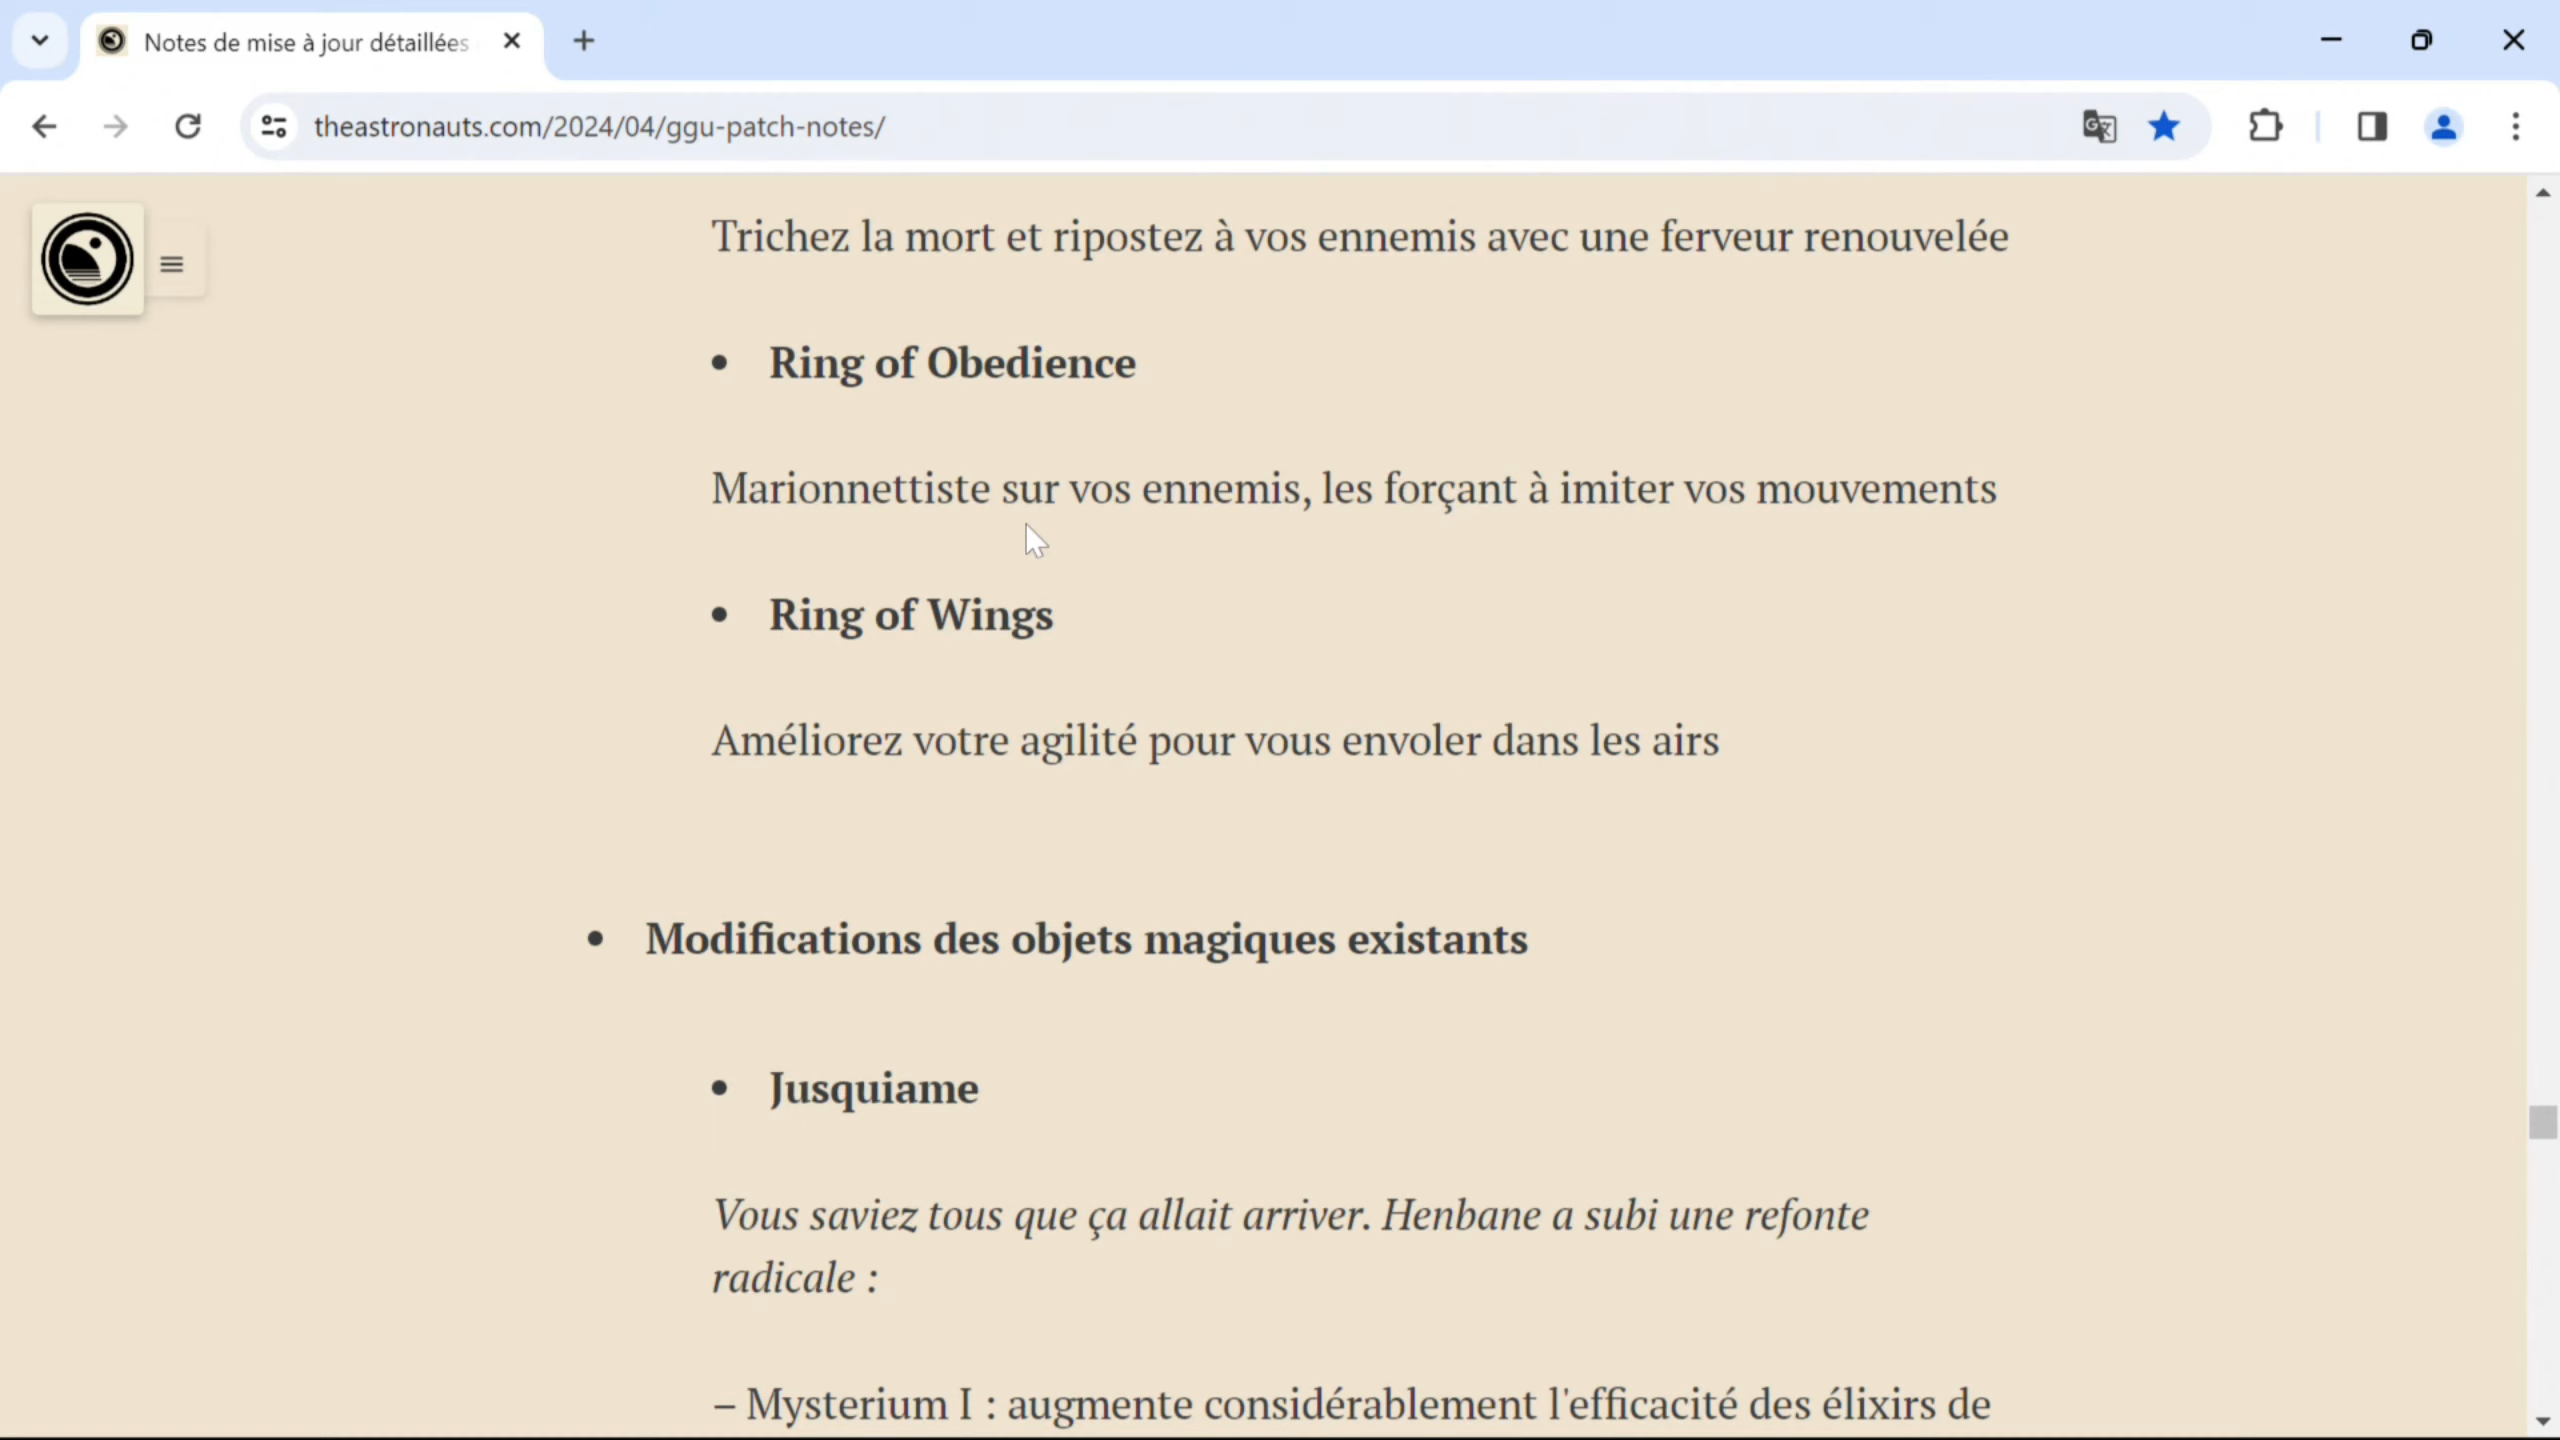 Notes de mise à jour détaillées
theastronauts.com/2024/04/ggu-patch-notes/
Trichez la mort et ripostez à vos ennemis avec une ferveur renouvelée
• Ring of Obedience
Marionnettiste sur vos ennemis, les forçant à imiter vos mouvements
• Ring of Wings
Améliorez votre agilité pour vous envoler dans les airs
• Modifications des objets magiques existants
• Jusquiame
Vous saviez tous que ça allait arriver. Henbane a subi une refonte
radicale :
– Mysterium I : augmente considérablement l'efficacité des élixirs de